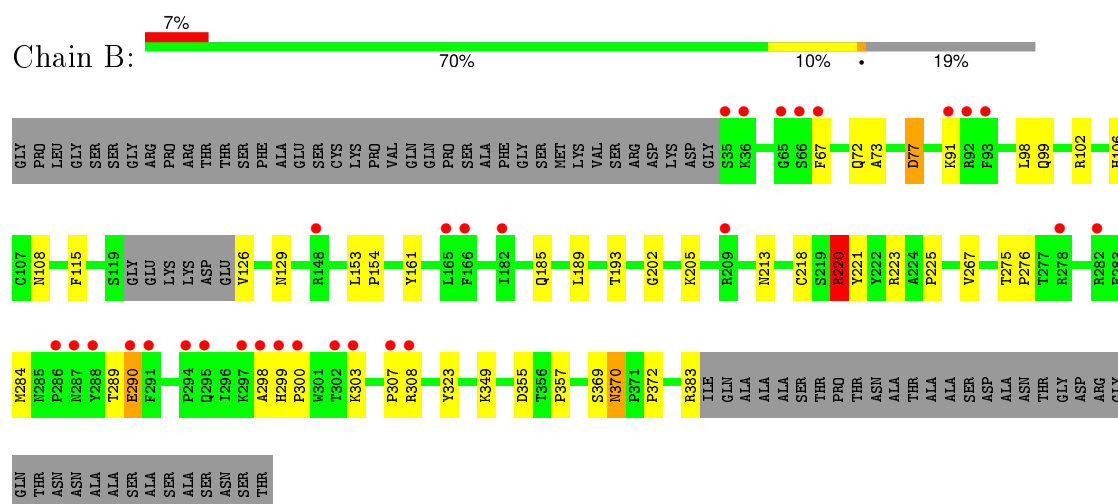 7%
Chain B:
70% 10% • 19%
GLY PRO LEU GLY SER SER GLY ARG PRO ARG THR THR SER PHE ALA GLU SER CYS LYS LYS PRO VAL GLN GLN PRO SER ALA PHE GLY SER MET LYS VAL SER ARG ASP LYS ASP GLY S35 K36 G65 S66 F67 Q72 A73 D77 K91 R92 F93 L98 Q99 R102 H106
C107 N108 F115 S119 GLY GLU LYS LYS ASP GLU V126 N129 R148 L153 P154 Y161 L165 F166 I182 Q185 L189 T193 G202 K205 R209 N213 C218 S219 R220 Y221 Y222 R223 A224 P225 V267 T275 P276 T277 R278 R282
M284 N285 P286 N287 Y288 T289 E290 F291 P294 Q295 I296 K297 A298 H299 P300 W301 T302 K303 P307 R308 Y323 K349 D355 T356 P357 S369 N370 P371 P372 R383 ILE GLN ALA ALA ALA SER THR PRO THR ASN ALA THR ALA ALA SER ASP ALA ASN THR GLY ASP ARG GLY
GLN THR ASN ASN ALA ALA SER ALA SER ALA SER ASN SER THR